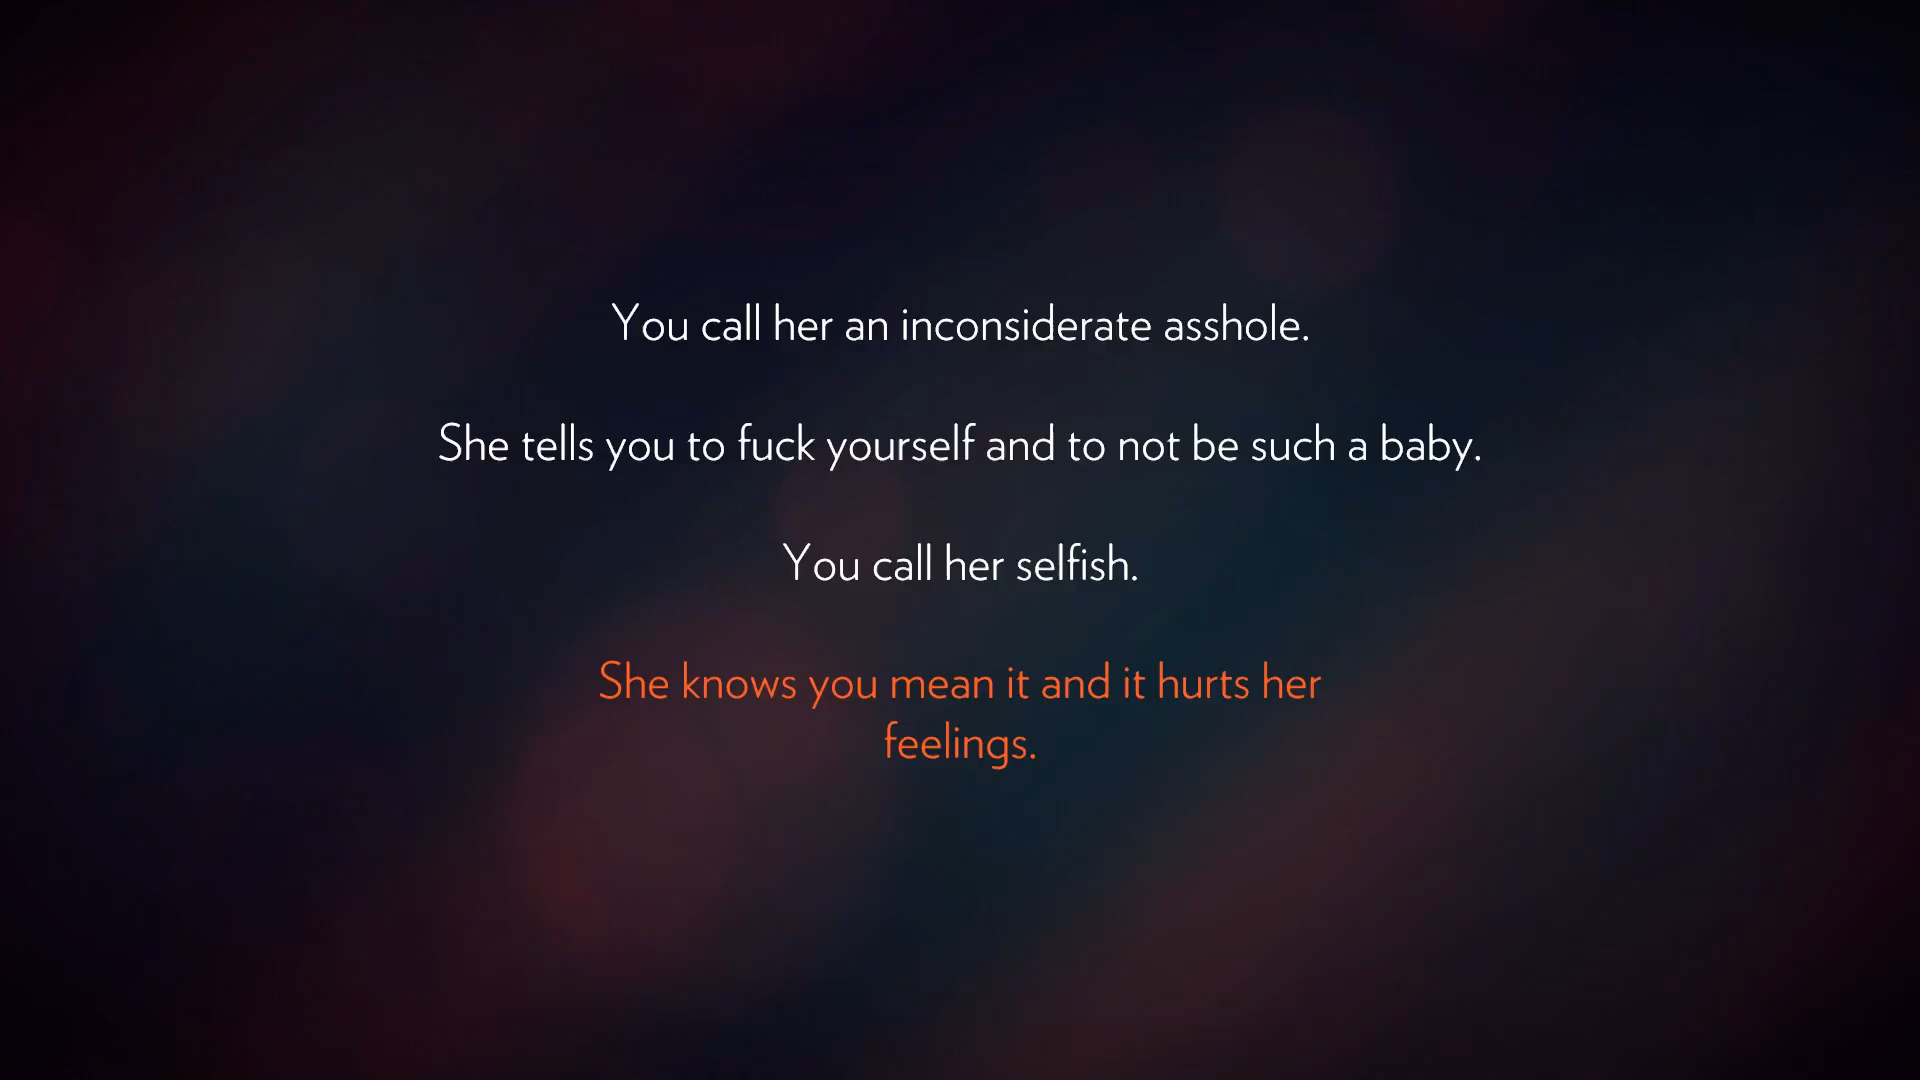 You call her an inconsiderate asshole.
She tells you to fuck yourself and to not be such a baby.
You call her selfish.
She knows you mean it and it hurts her
feelings.